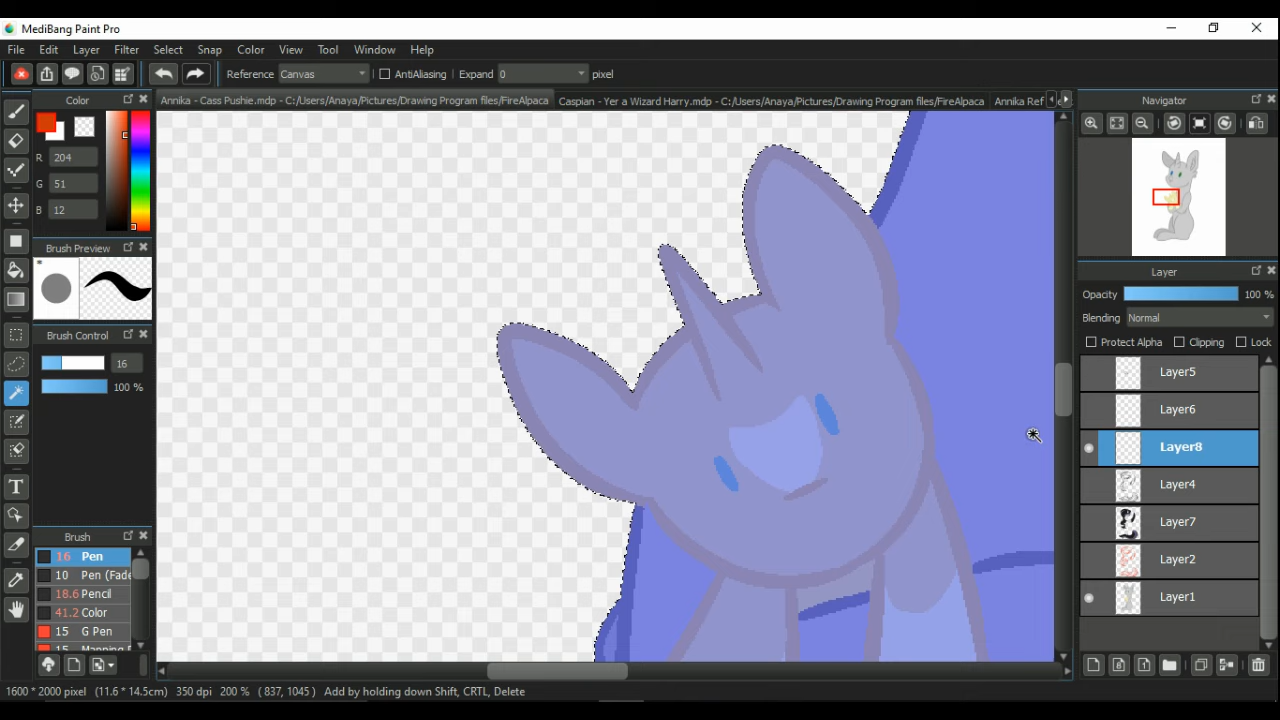 MediBang Paint Pro
File Edit Layer Filter Select Snap Color View Tool Window Help
Reference Canvas AntiAliasing Expand 0 pixel
Color
Annika - Cass Pushie.mdp - C:/Users/Anaya/Pictures/Drawing Program files/FireAlpaca
Caspian - Yer a Wizard Harry.mdp - C:/Users/Anaya/Pictures/Drawing Program files/FireAlpaca
Annika Ref
Navigator
R 204
G 51
B 12
Brush Preview
Layer
Opacity 100 %
Blending Normal
Brush Control
Protect Alpha Clipping Lock
16
100 %
Layer5
Layer6
Layer8
Layer4
Layer7
Layer2
Layer1
Brush
16 Pen
10 Pen (Fade
18.6 Pencil
41.2 Color
15 G Pen
15
1600 * 2000 pixel (11.6 * 14.5cm) 350 dpi 200 % ( 837, 1045 ) Add by holding down Shift, CRTL, Delete